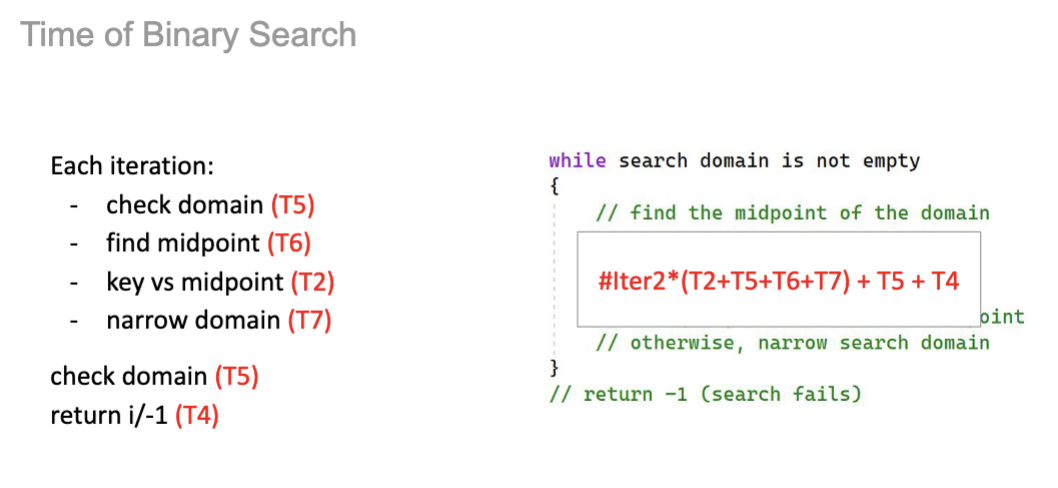 Time of Binary Search
Each iteration:
- check domain (T5)
- find midpoint (T6)
- key vs midpoint (T2)
- narrow domain (T7)
check domain (T5)
return i/-1 (T4)
while search domain is not empty
{
// find the midpoint of the domain
#Iter2*(T2+T5+T6+T7) + T5 + T4
oint
// otherwise, narrow search domain
}
// return -1 (search fails)